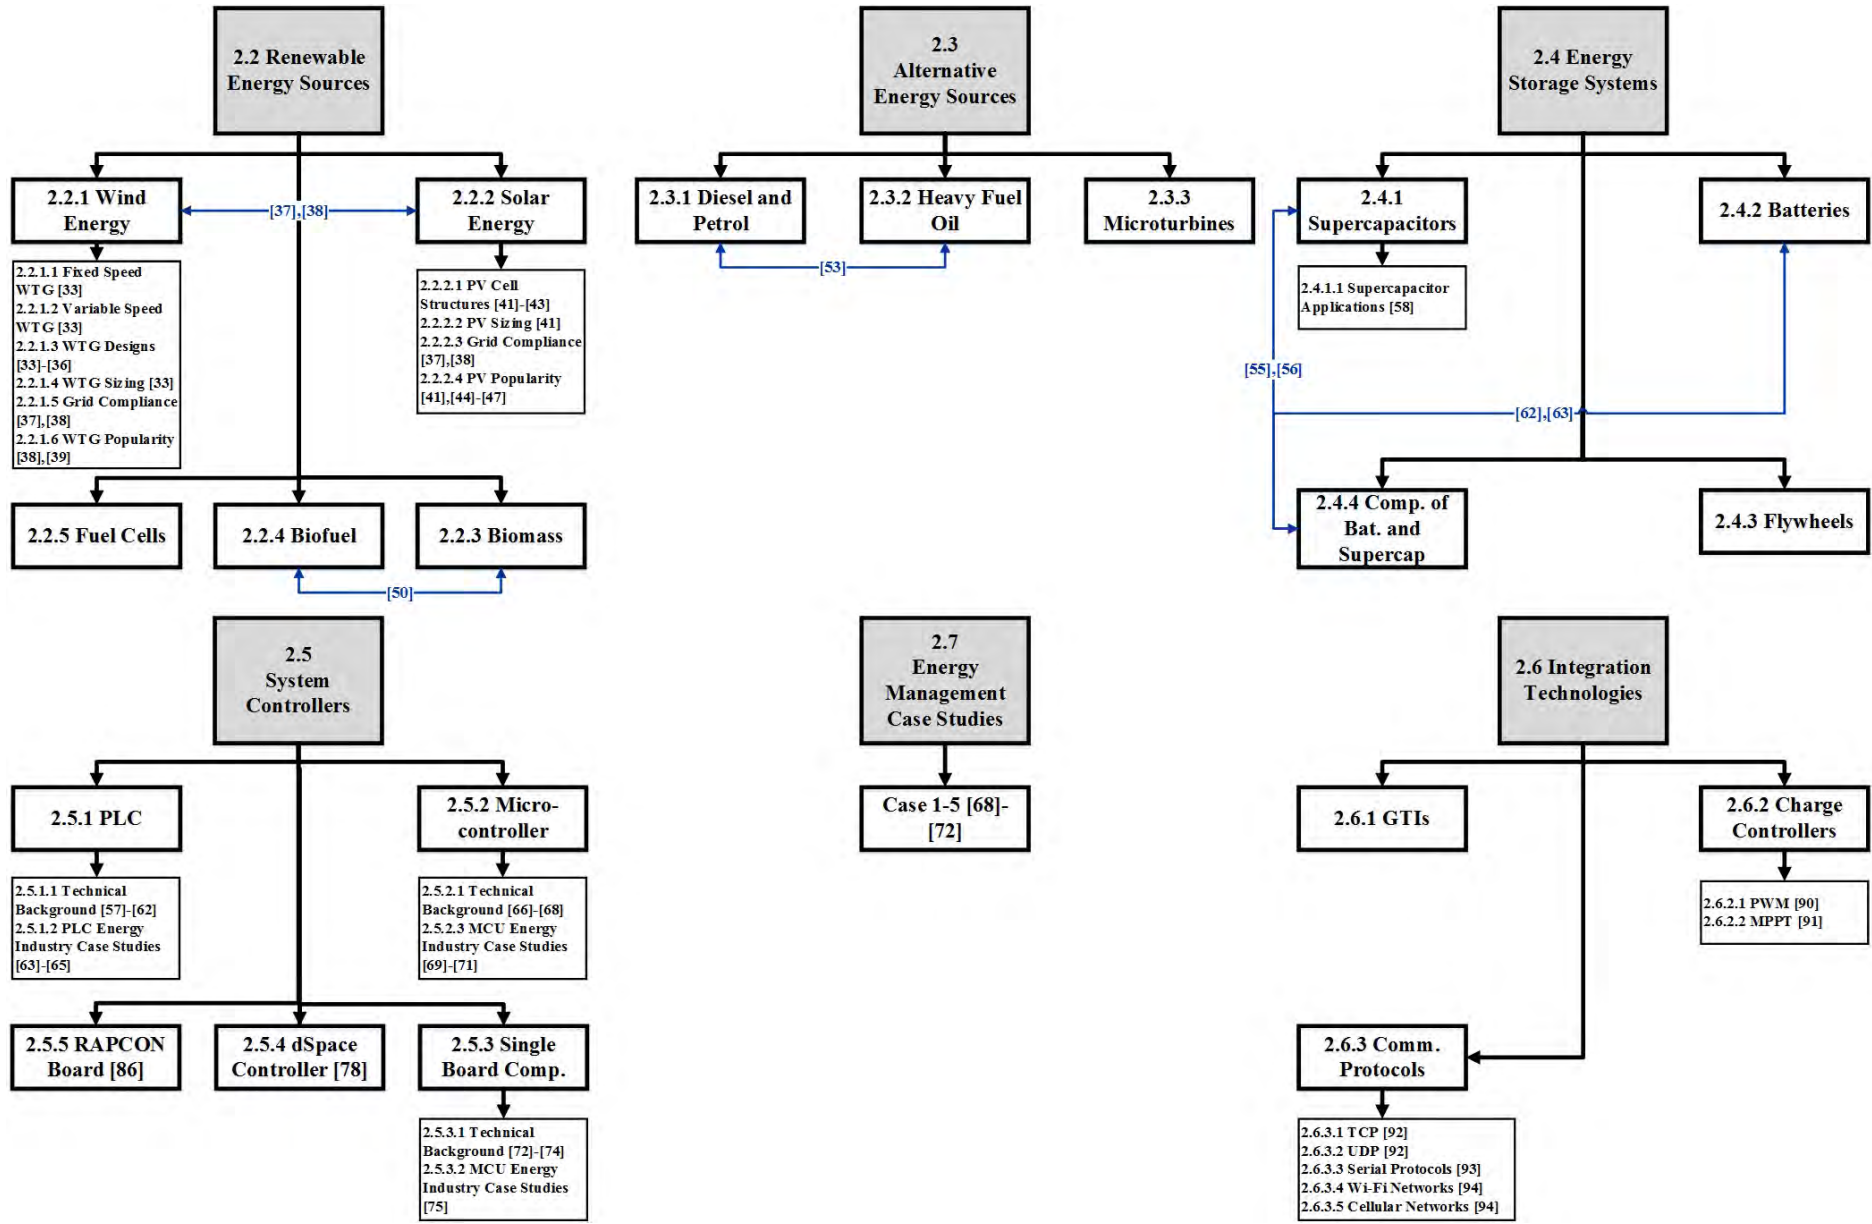 2.2 Renewable
Energy Sources
2.3
Alternative
Energy Sources
2.4 Energy
Storage Systems
2.2.1 Wind
Energy
[37],[38]
2.2.2 Solar
Energy
2.3.1 Diesel and
Petrol
2.3.2 Heavy Fuel
Oil
2.3.3
Microturbines
[53]
2.4.1
Supercapacitors
2.4.2 Batteries
2.2.1.1 Fixed Speed
WTG [33]
2.2.1.2 Variable Speed
WTG [33]
2.2.1.3 WTG Designs
[33]-[36]
2.2.1.4 WTG Sizing [33]
2.2.1.5 Grid Compliance
[37],[38]
2.2.1.6 WTG Popularity
[38],[39]
2.2.2.1 PV Cell
Structures [41]-[43]
2.2.2.2 PV Sizing [41]
2.2.2.3 Grid Compliance
[37],[38]
2.2.2.4 PV Popularity
[41],[44]-[47]
2.4.1.1 Supercapacitor
Applications [58]
[55],[56]
[62],[63]
2.2.5 Fuel Cells
2.2.4 Biofuel
2.2.3 Biomass
[50]
2.4.4 Comp. of
Bat. and
Supercap
2.4.3 Flywheels
2.5
System
Controllers
2.7
Energy
Management
Case Studies
2.6 Integration
Technologies
2.5.1 PLC
2.5.2 Micro-
controller
Case 1-5 [68]-
[72]
2.6.1 GTIs
2.6.2 Charge
Controllers
2.5.1.1 Technical
Background [57]-[62]
2.5.1.2 PLC Energy
Industry Case Studies
[63]-[65]
2.5.2.1 Technical
Background [66]-[68]
2.5.2.3 MCU Energy
Industry Case Studies
[69]-[71]
2.6.2.1 PWM [90]
2.6.2.2 MPPT [91]
2.5.5 RAPCON
Board [86]
2.5.4 dSpace
Controller [78]
2.5.3 Single
Board Comp.
2.6.3 Comm.
Protocols
2.5.3.1 Technical
Background [72]-[74]
2.5.3.2 MCU Energy
Industry Case Studies
[75]
2.6.3.1 TCP [92]
2.6.3.2 UDP [92]
2.6.3.3 Serial Protocols [93]
2.6.3.4 Wi-Fi Networks [94]
2.6.3.5 Cellular Networks [94]